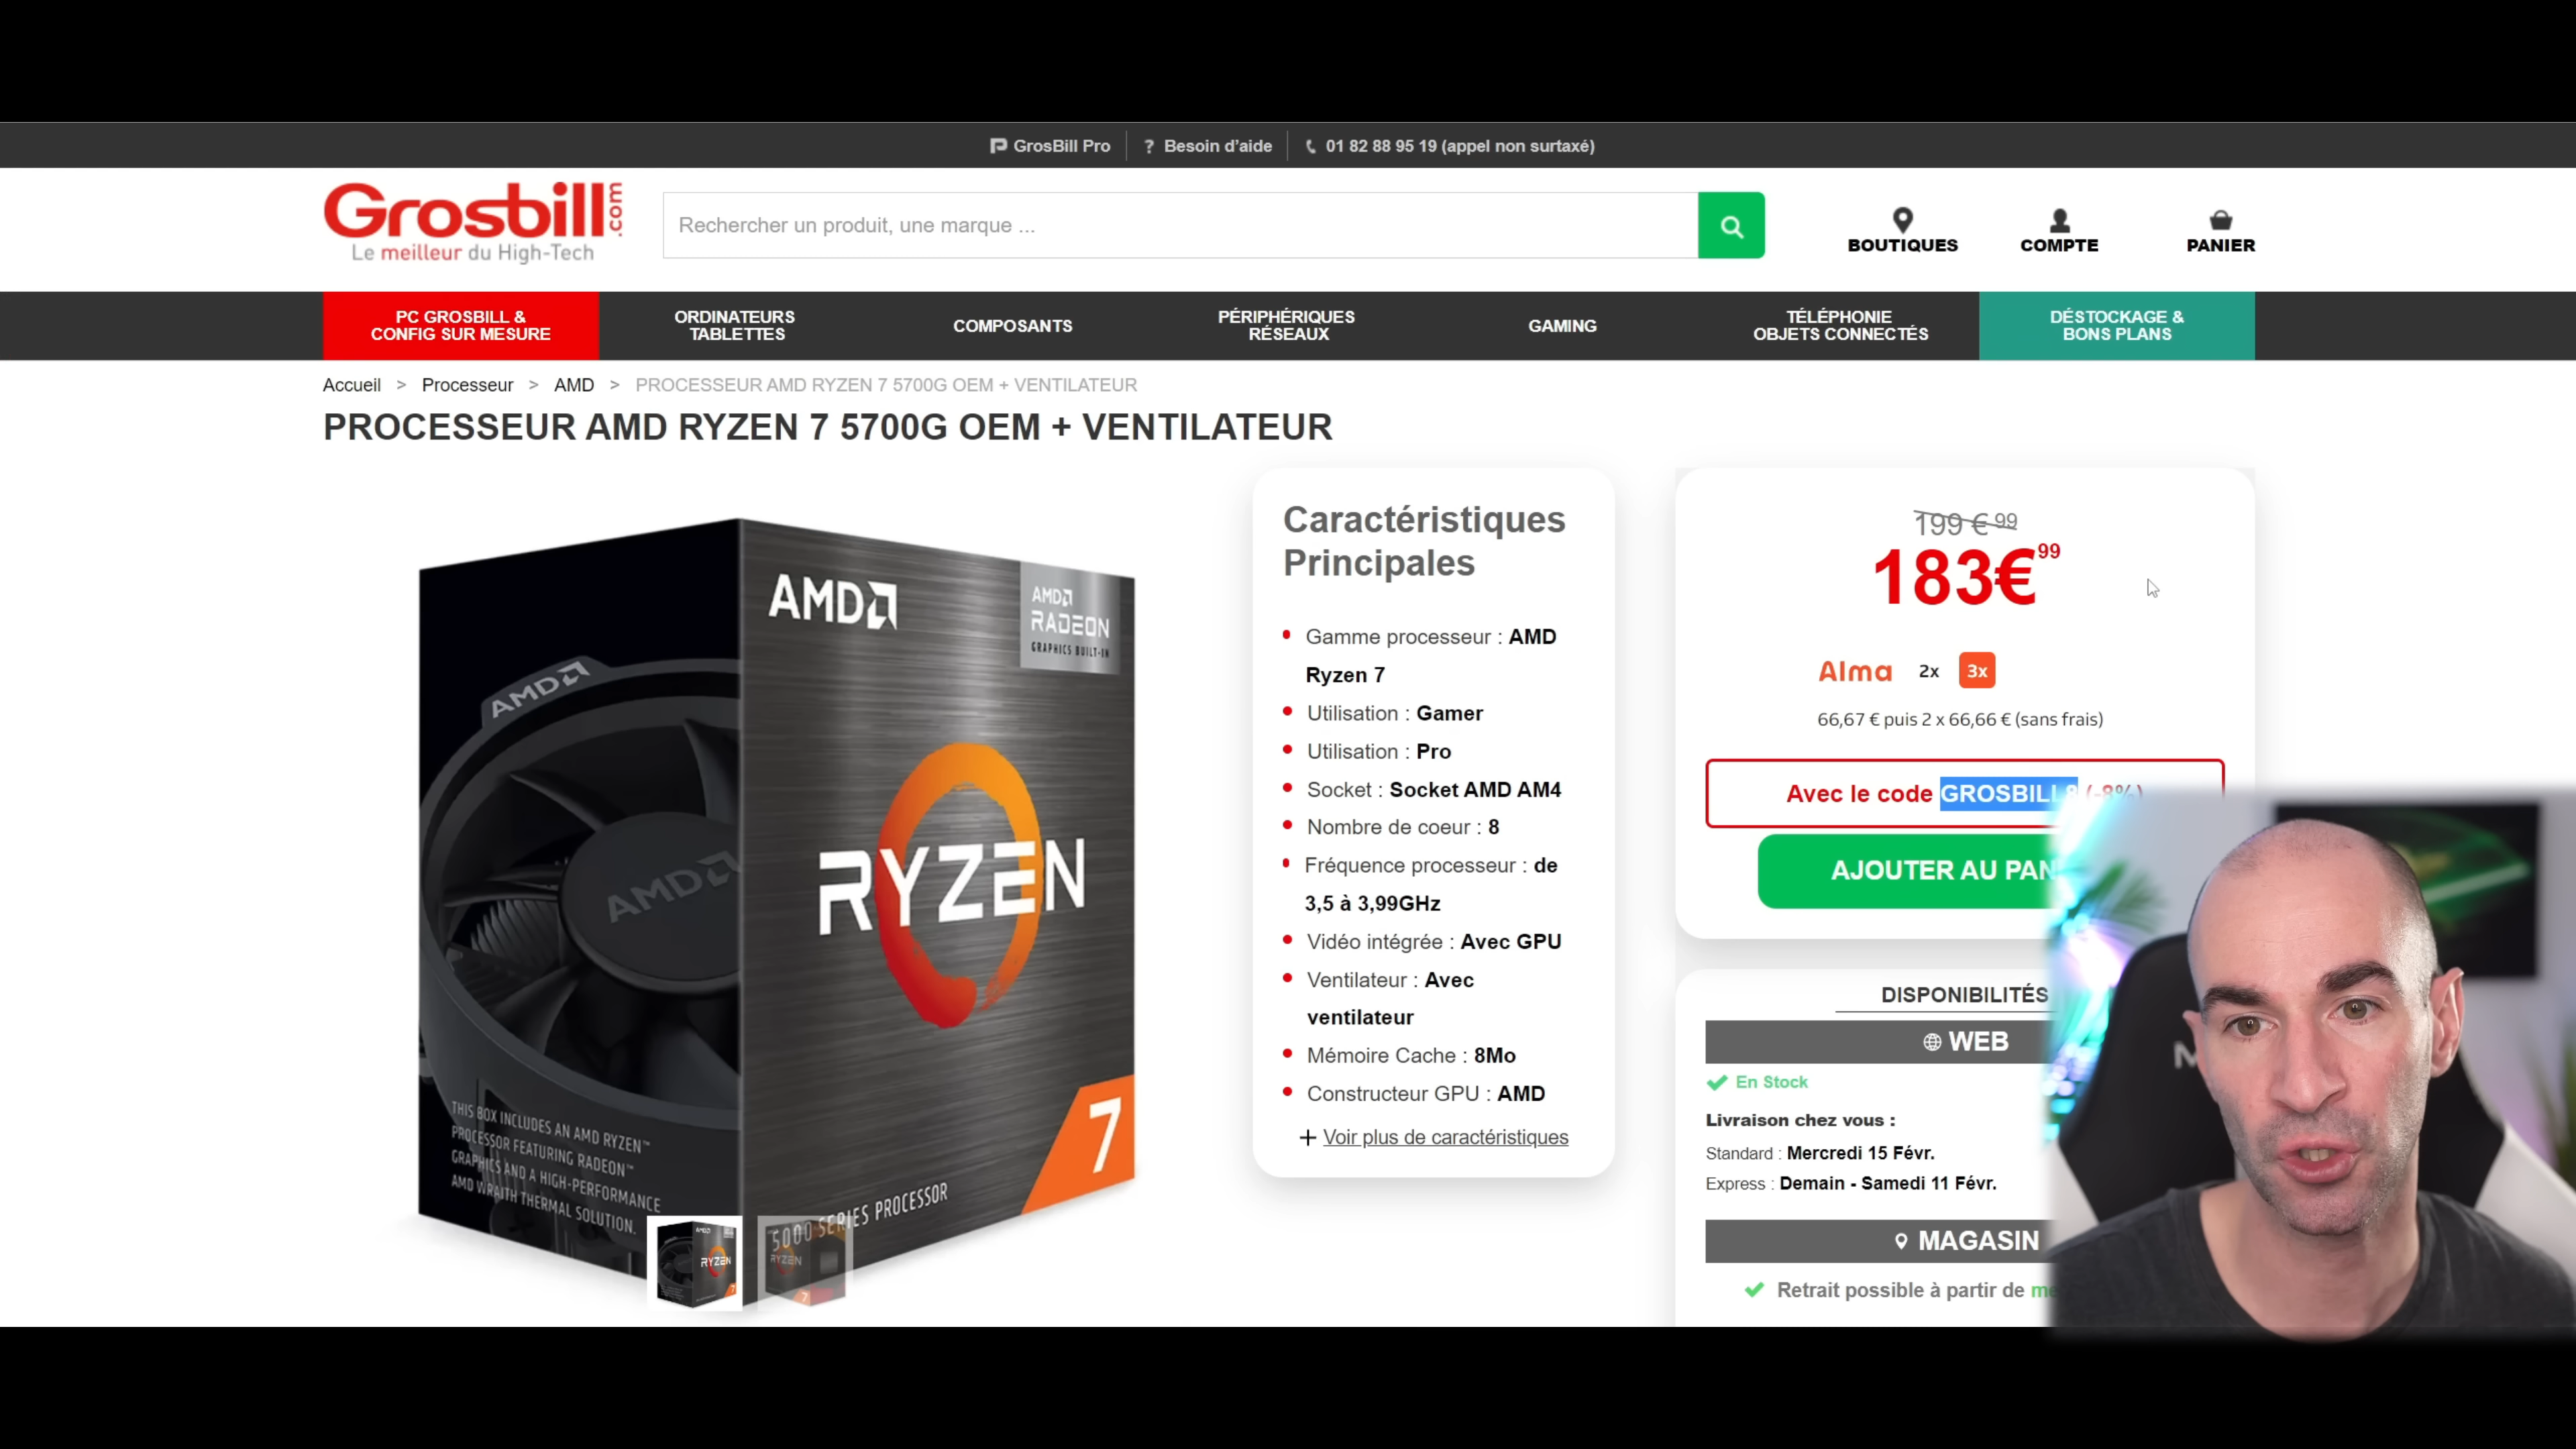 GrosBill Pro
? Besoin d'aide
01 82 88 95 19 (appel non surtaxé)
Grosbill.com
Le meilleur du High-Tech
Rechercher un produit, une marque ...
BOUTIQUES
COMPTE
PANIER
PC GROSBILL &
CONFIG SUR MESURE
ORDINATEURS
TABLETTES
COMPOSANTS
PÉRIPHÉRIQUES
RÉSEAUX
GAMING
TÉLÉPHONIE
OBJETS CONNECTÉS
DÉSTOCKAGE &
BONS PLANS
Accueil > Processeur > AMD > PROCESSEUR AMD RYZEN 7 5700G OEM + VENTILATEUR
PROCESSEUR AMD RYZEN 7 5700G OEM + VENTILATEUR
AMD
AMD
RADEON
GRAPHICS BUILT-IN
AMD
AMD
RYZEN
7
THIS BOX INCLUDES AN AMD RYZEN™
PROCESSOR FEATURING RADEON™
GRAPHICS AND A HIGH-PERFORMANCE
AMD WRAITH THERMAL SOLUTION.
5000 SERIES PROCESSOR
AMD
RYZEN
7
RYZEN
7
Caractéristiques
Principales
Gamme processeur : AMD
Ryzen 7
Utilisation : Gamer
Utilisation : Pro
Socket : Socket AMD AM4
Nombre de coeur : 8
Fréquence processeur : de
3,5 à 3,99GHz
Vidéo intégrée : Avec GPU
Ventilateur : Avec
ventilateur
Mémoire Cache : 8Mo
Constructeur GPU : AMD
+ Voir plus de caractéristiques
199 €99
183€99
Alma 2x 3x
66,67 € puis 2 x 66,66 € (sans frais)
Avec le code GROSBILL8 (-8%)
AJOUTER AU PAN
DISPONIBILITÉS
WEB
En Stock
Livraison chez vous :
Standard : Mercredi 15 Févr.
Express : Demain - Samedi 11 Févr.
MAGASIN
Retrait possible à partir de